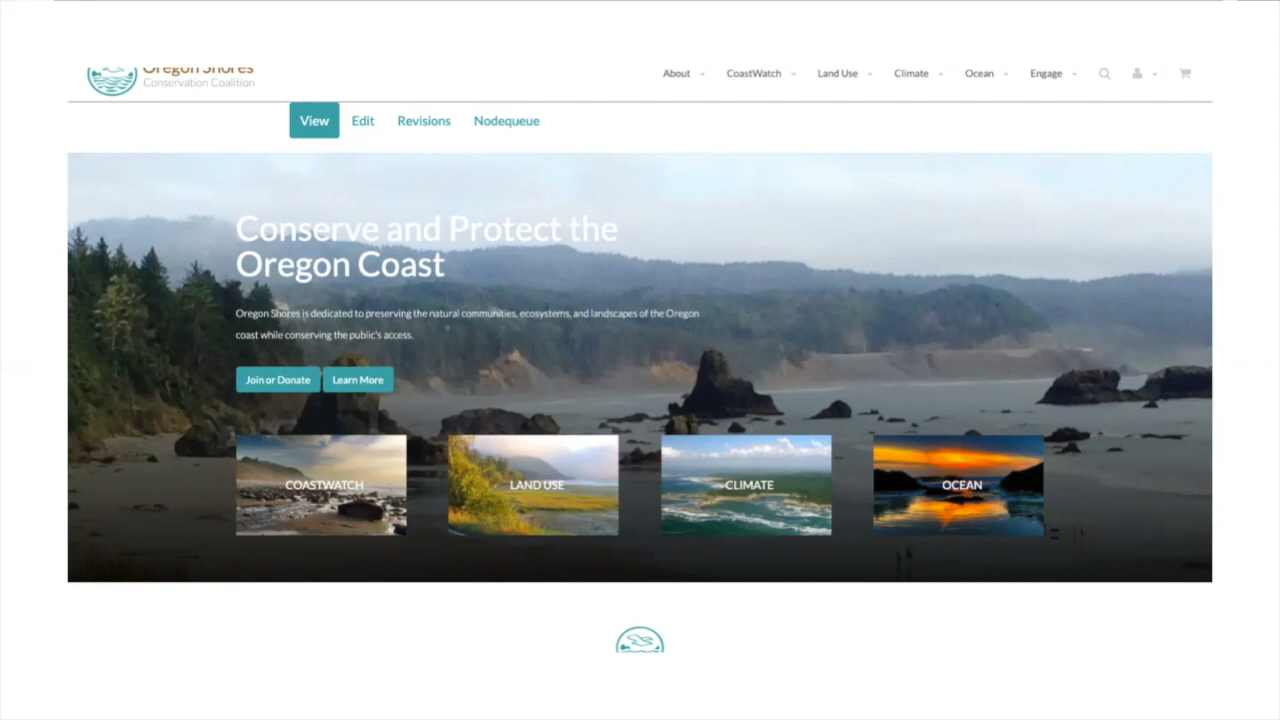 Oregon Shores
Conservation Coalition
About
CoastWatch
Land Use
Climate
Ocean
Engage
View
Edit
Revisions
Nodequeue
Conserve and Protect the
Oregon Coast
Oregon Shores is dedicated to preserving the natural communities, ecosystems, and landscapes of the Oregon
coast while conserving the public's access.
Join or Donate
Learn More
COASTWATCH
LAND USE
CLIMATE
OCEAN